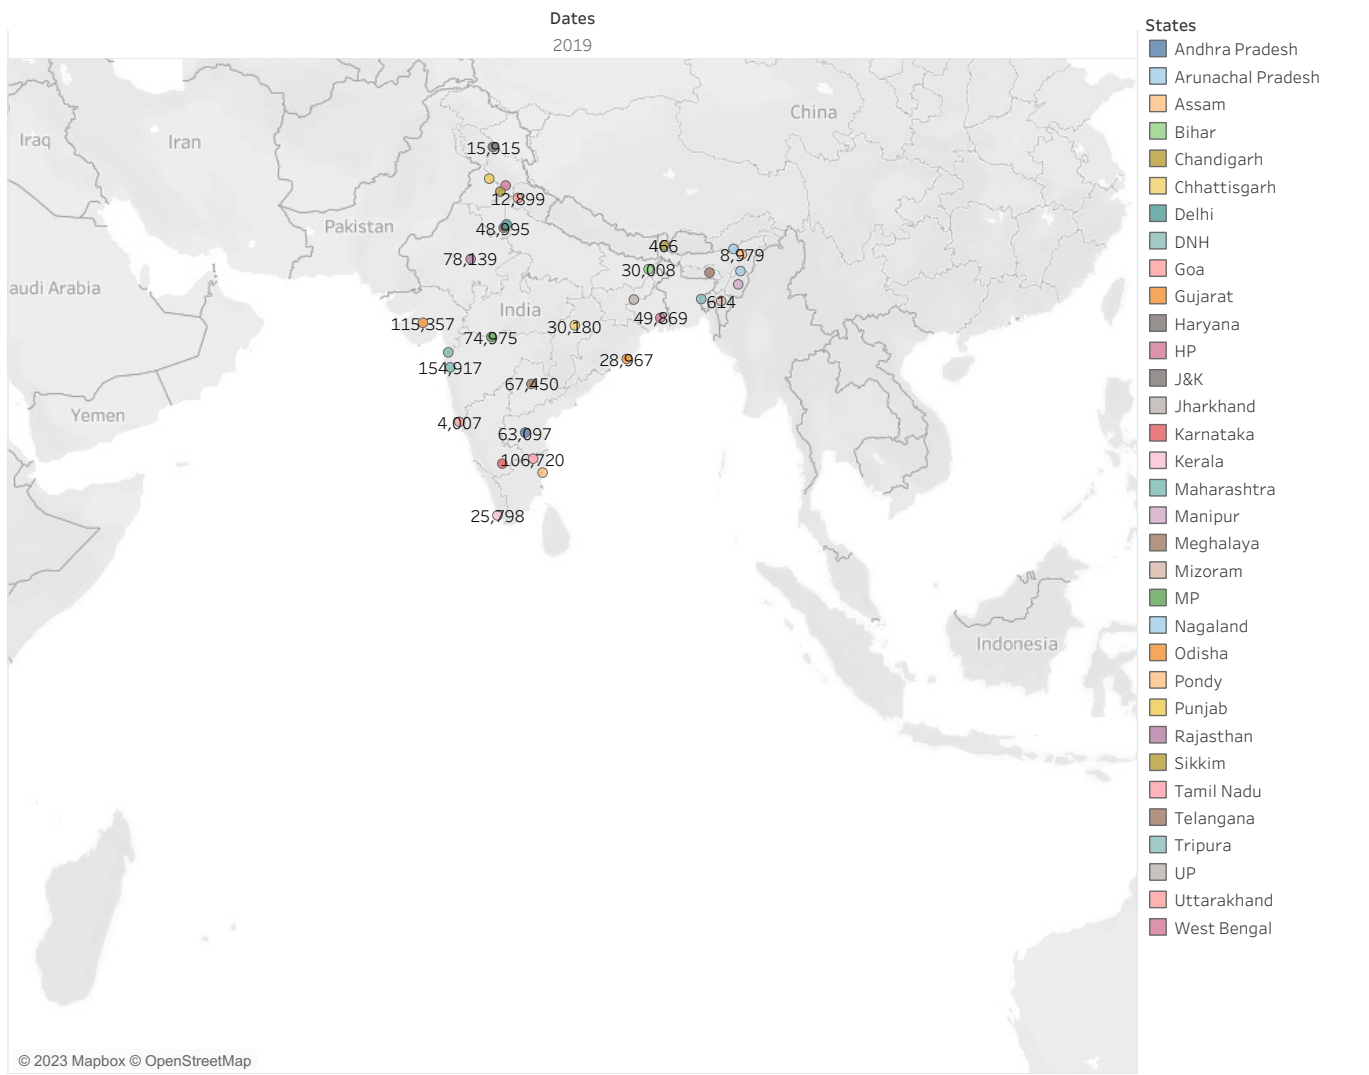 Dates
2019
States
Andhra Pradesh
Arunachal Pradesh
Assam
Bihar
Chandigarh
Chhattisgarh
Delhi
DNH
Goa
Gujarat
Haryana
HP
J&K
Jharkhand
Karnataka
Kerala
Maharashtra
Manipur
Meghalaya
Mizoram
MP
Nagaland
Odisha
Pondy
Punjab
Rajasthan
Sikkim
Tamil Nadu
Telangana
Tripura
UP
Uttarakhand
West Bengal
China
Iraq
Iran
15,915
12,899
Pakistan
48,995
466
8,979
78,139
30,008
audi Arabia
614
India
49,869
115,357
30,180
74,975
28,967
154,917
67,450
Yemen
4,007
63,097
106,720
25,798
Indonesia
© 2023 Mapbox © OpenStreetMap